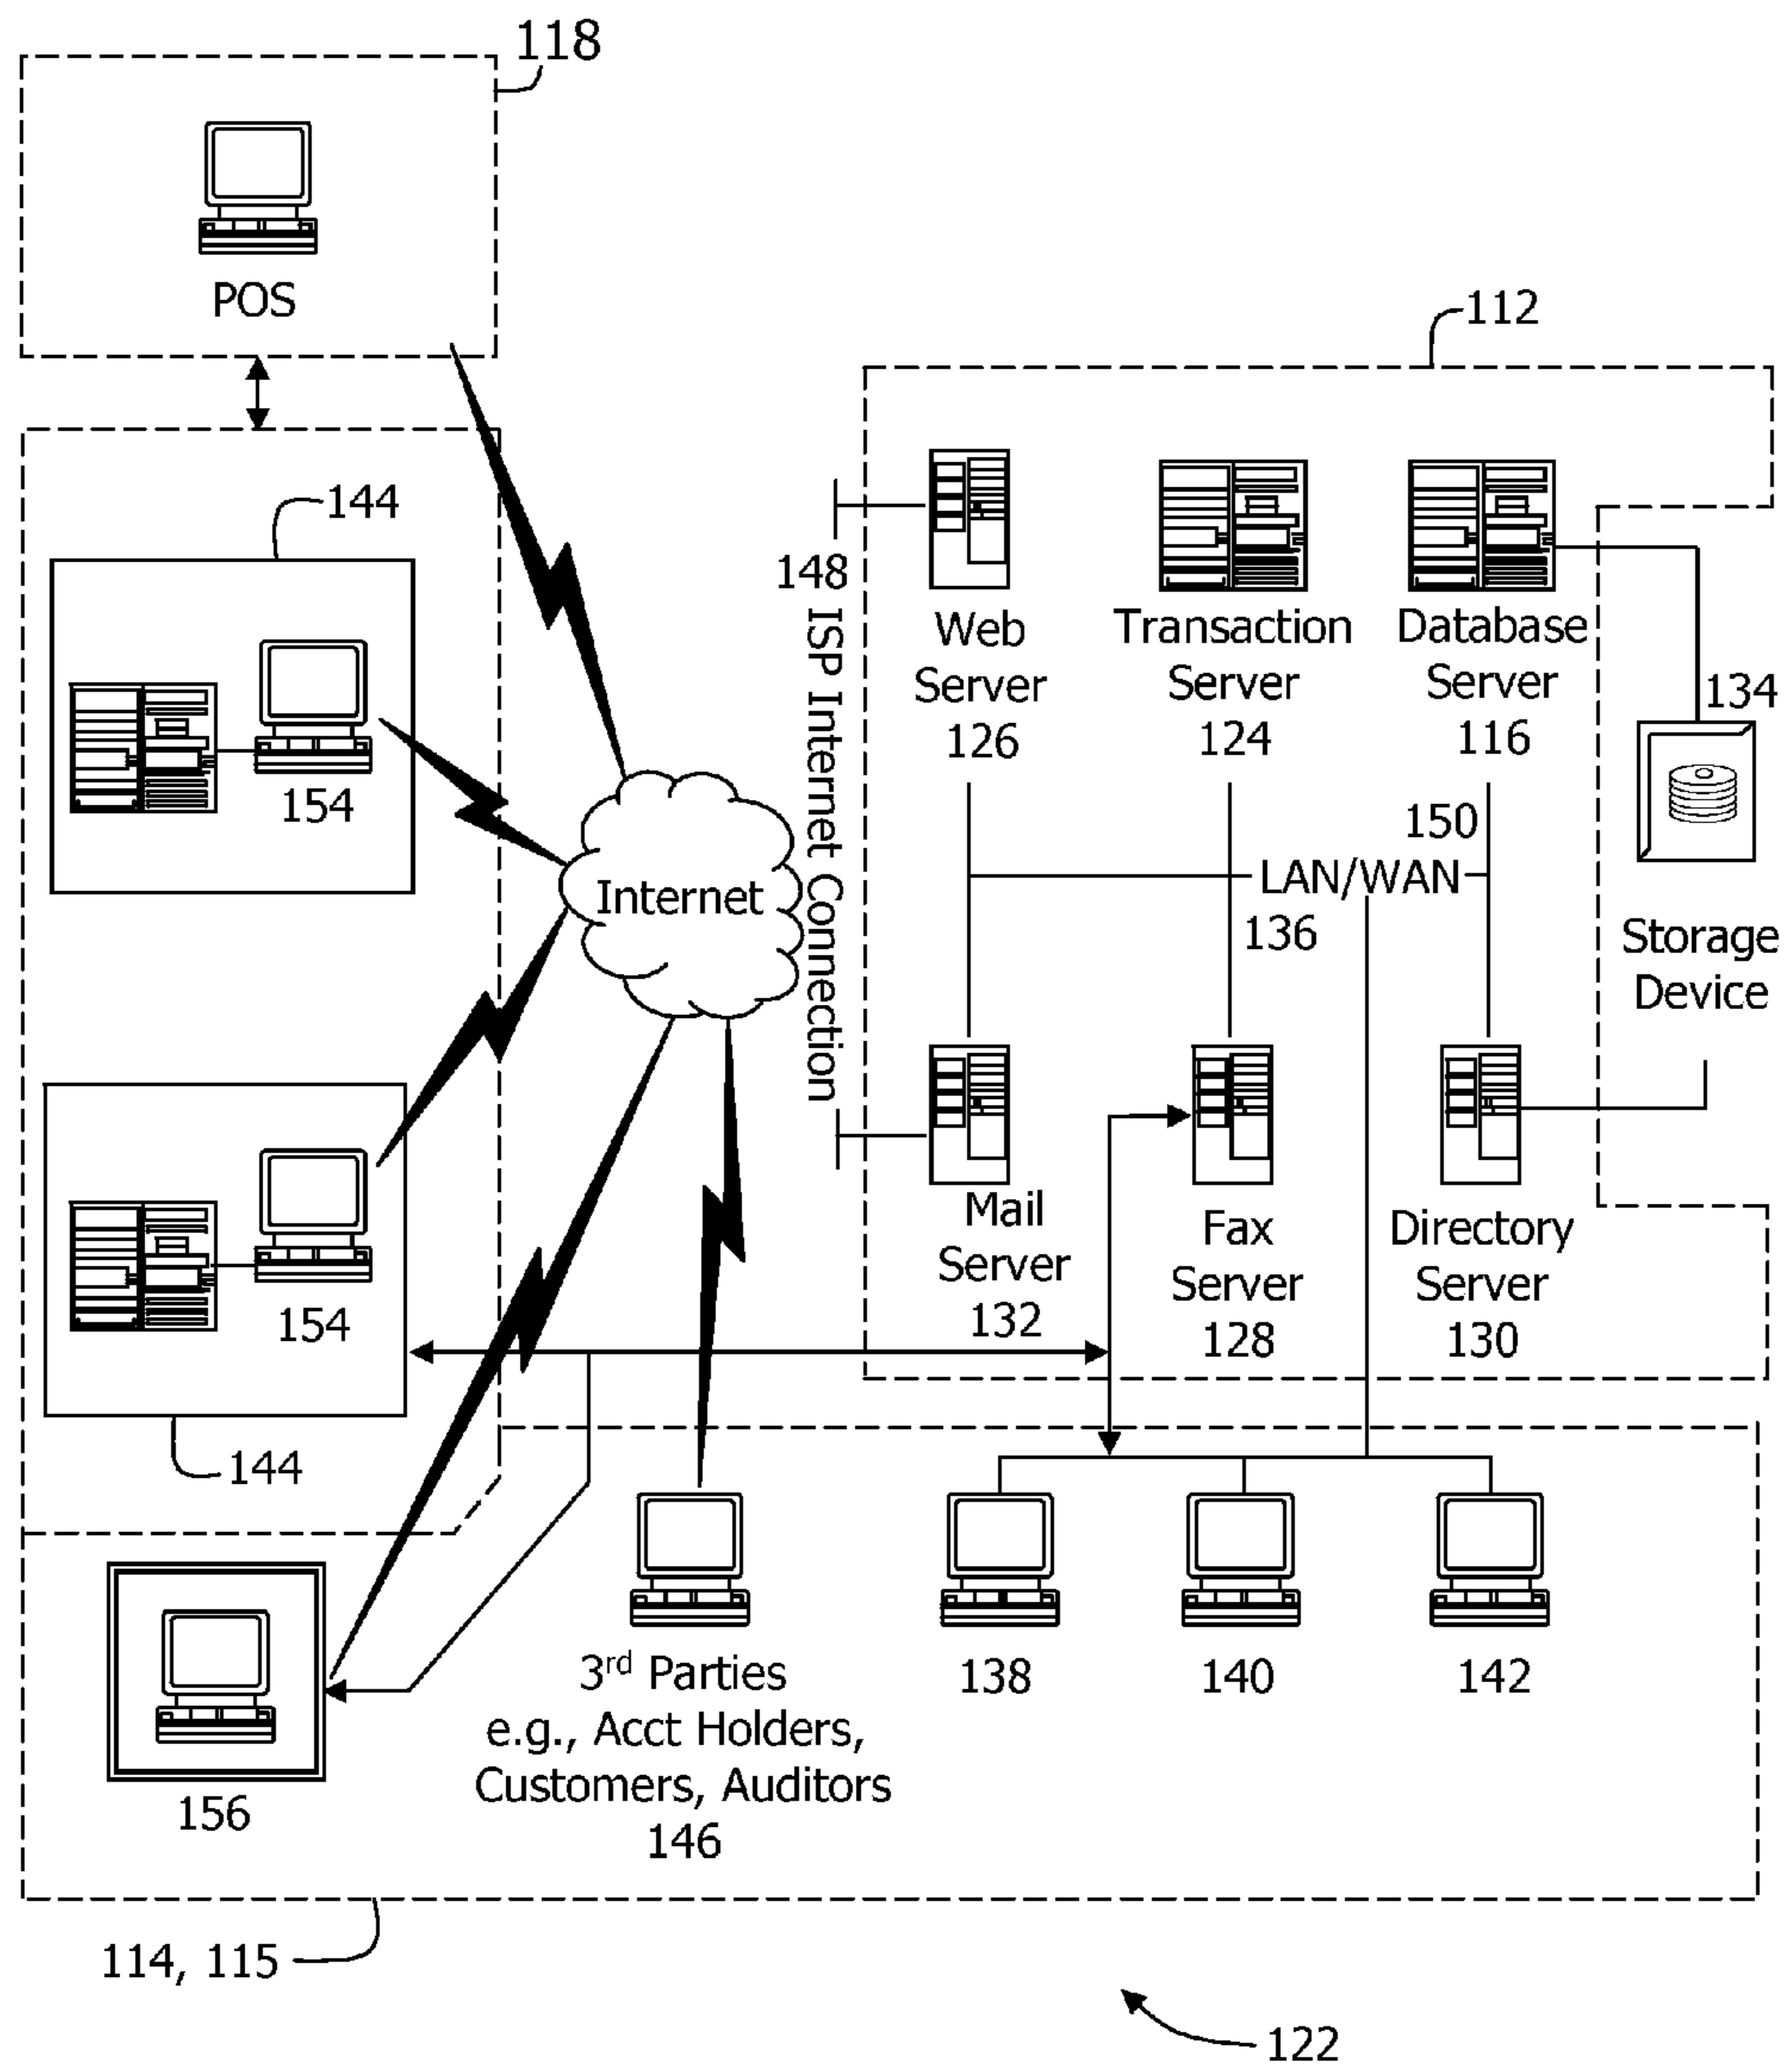 118
POS
112
144
148
ISP Internet Connection
Web
Server
126
Transaction
Server
124
Database
Server
116
134
154
150
LAN/WAN
136
Internet
Storage
Device
154
Mail
Server
132
Fax
Server
128
Directory
Server
130
144
156
3rd Parties
e.g., Acct Holders,
Customers, Auditors
146
138
140
142
114, 115
122